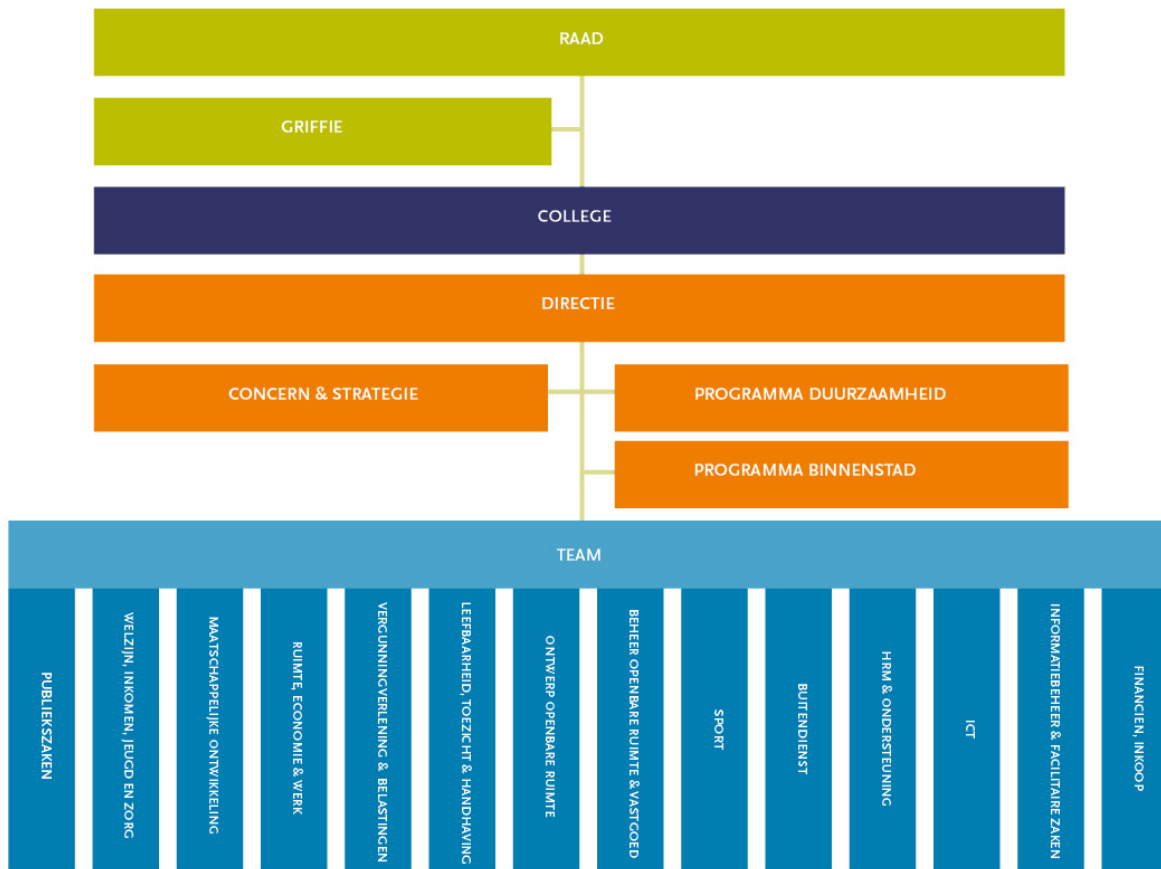 RAAD
GRIFFIE
COLLEGE
DIRECTIE
CONCERN & STRATEGIE
PROGRAMMA DUURZAAMHEID
PROGRAMMA BINNENSTAD
TEAM
PUBLIEKSZAKEN
WELZIJN, INKOMEN, JEUGD EN ZORG
MAATSCHAPPELIJKE ONTWIKKELING
RUIMTE, ECONOMIE & WERK
VERGUNNINGVERLENING & BELASTINGEN
LEEFBAARHEID, TOEZICHT & HANDHAVING
ONTWERP OPENBARE RUIMTE
BEHEER OPENBARE RUIMTE & VASTGOED
SPORT
BUITENDIENST
HRM & ONDERSTEUNING
ICT
INFORMATIEBEHEER & FACILITAIRE ZAKEN
FINANCIEN, INKOOP